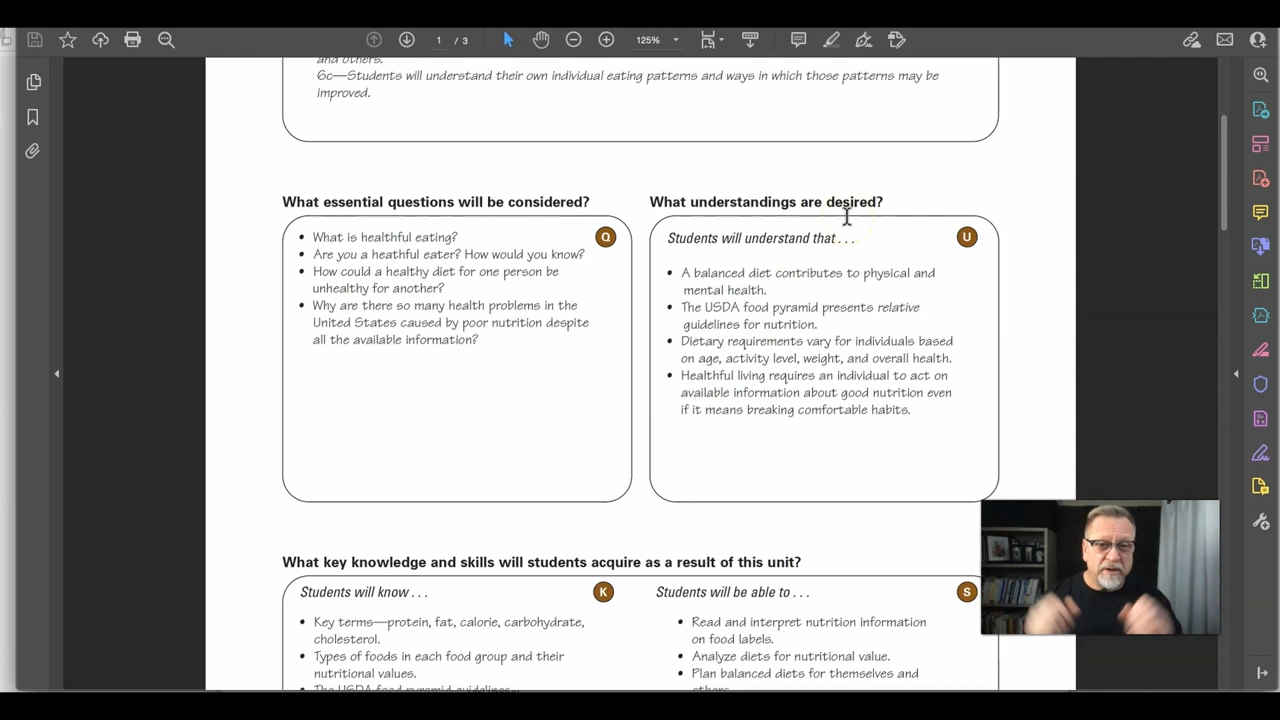 1 / 3
125%
and others.
6c—Students will understand their own individual eating patterns and ways in which those patterns may be
improved.
What essential questions will be considered?
Q
• What is healthful eating?
• Are you a heathful eater? How would you know?
• How could a healthy diet for one person be
unhealthy for another?
• Why are there so many health problems in the
United States caused by poor nutrition despite
all the available information?
What understandings are desired?
Students will understand that . . .
U
• A balanced diet contributes to physical and
mental health.
• The USDA food pyramid presents relative
guidelines for nutrition.
• Dietary requirements vary for individuals based
on age, activity level, weight, and overall health.
• Healthful living requires an individual to act on
available information about good nutrition even
if it means breaking comfortable habits.
What key knowledge and skills will students acquire as a result of this unit?
Students will know . . .
K
• Key terms—protein, fat, calorie, carbohydrate,
cholesterol.
• Types of foods in each food group and their
nutritional values.
• The USDA food pyramid guidelines.
Students will be able to . . .
S
• Read and interpret nutrition information
on food labels.
• Analyze diets for nutritional value.
• Plan balanced diets for themselves and
others.